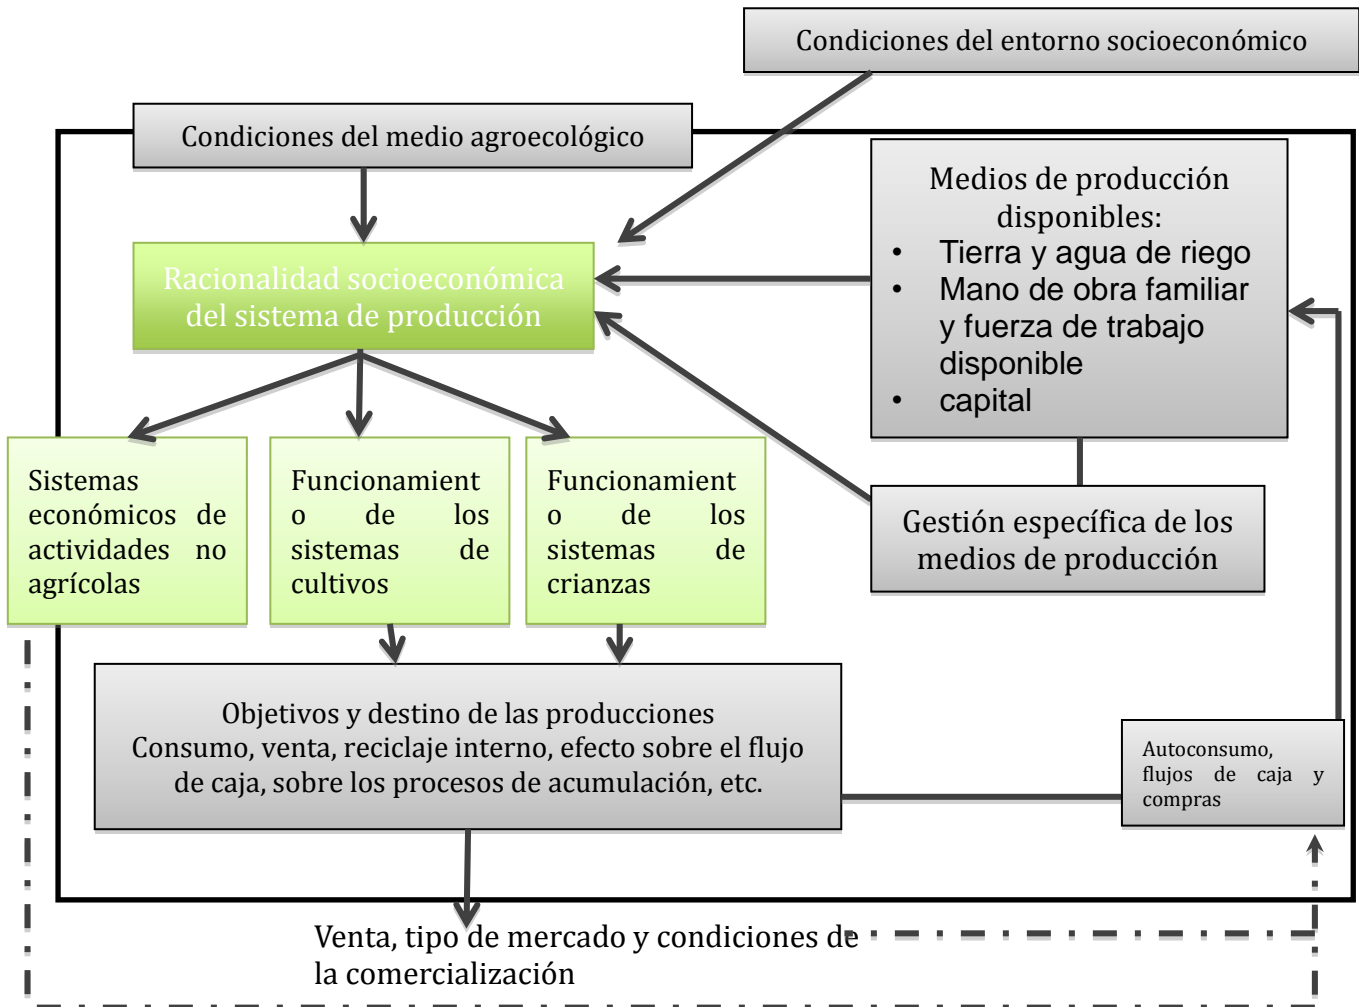 Condiciones del entorno socioeconómico
Condiciones del medio agroecológico
Medios de producción
disponibles:
• Tierra y agua de riego
• Mano de obra familiar
y fuerza de trabajo
disponible
• capital
Racionalidad socioeconómica
del sistema de producción
Sistemas
económicos de
actividades no
agrícolas
Funcionamient
o de los
sistemas de
cultivos
Funcionamient
o de los
sistemas de
crianzas
Gestión específica de los
medios de producción
Objetivos y destino de las producciones
Consumo, venta, reciclaje interno, efecto sobre el flujo
de caja, sobre los procesos de acumulación, etc.
Autoconsumo,
flujos de caja y
compras
Venta, tipo de mercado y condiciones de
la comercialización